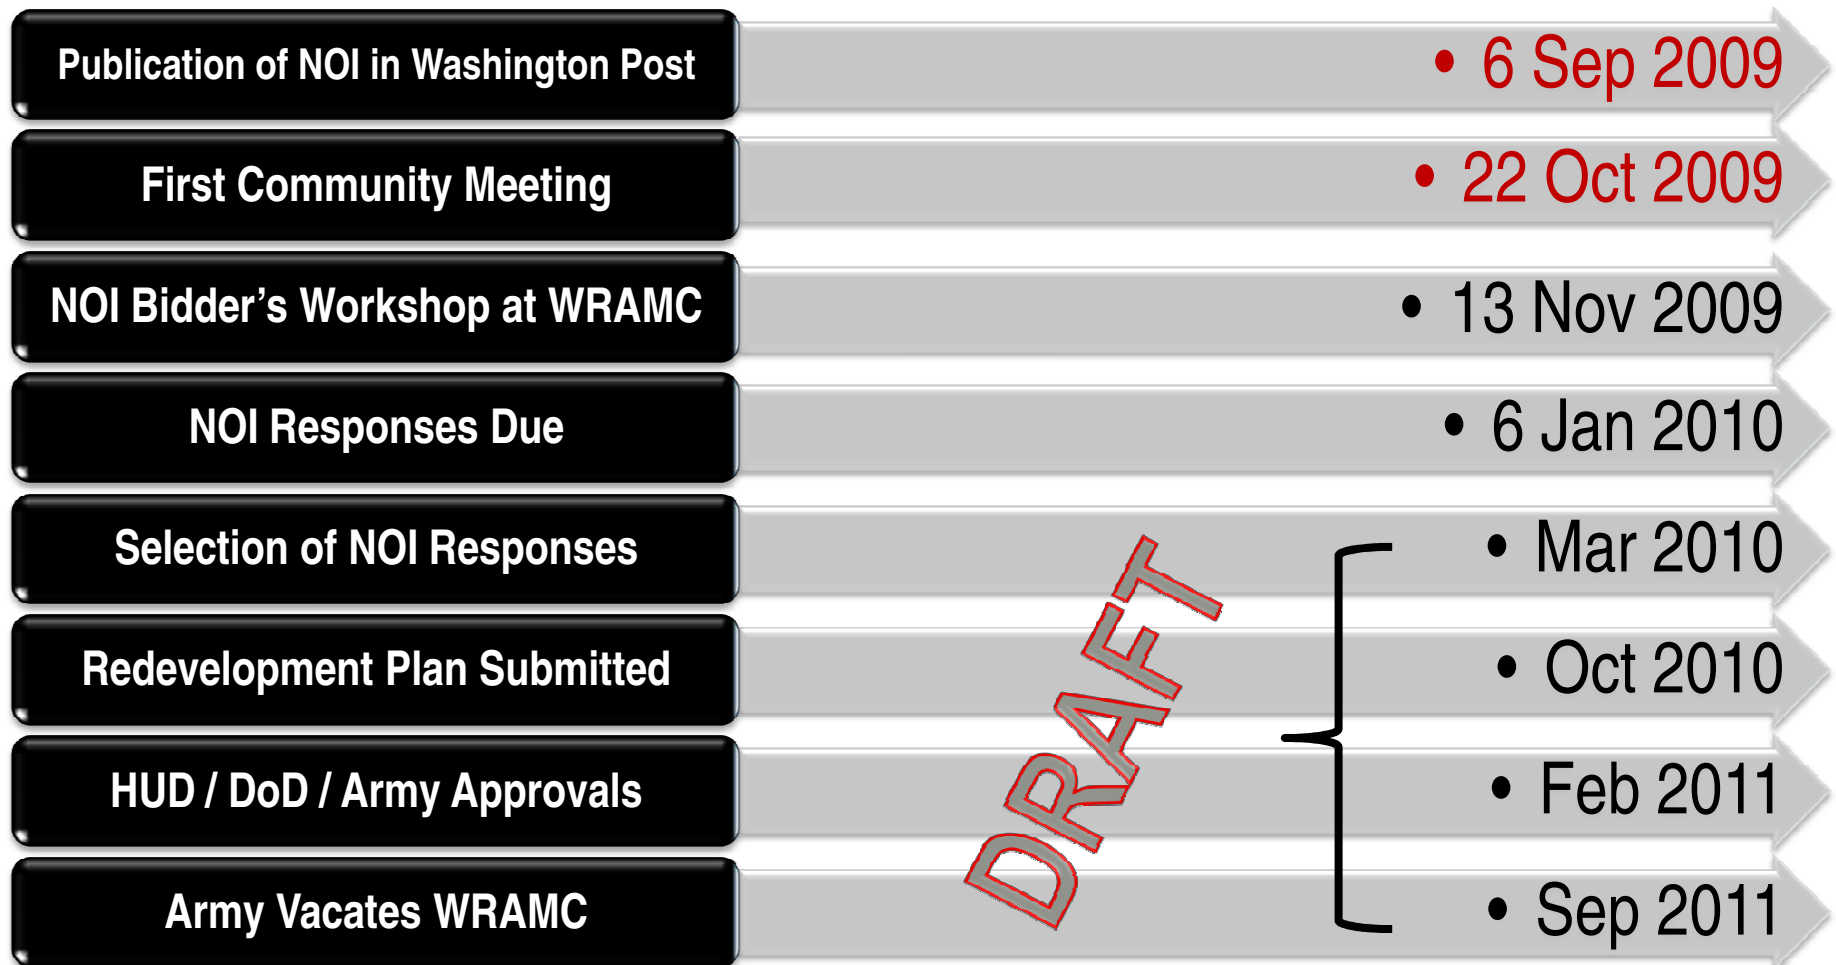 Publication of NOI in Washington Post
• 6 Sep 2009
First Community Meeting
• 22 Oct 2009
NOI Bidder’s Workshop at WRAMC
• 13 Nov 2009
NOI Responses Due
• 6 Jan 2010
Selection of NOI Responses
• Mar 2010
Redevelopment Plan Submitted
• Oct 2010
HUD / DoD / Army Approvals
• Feb 2011
Army Vacates WRAMC
• Sep 2011
DRAFT